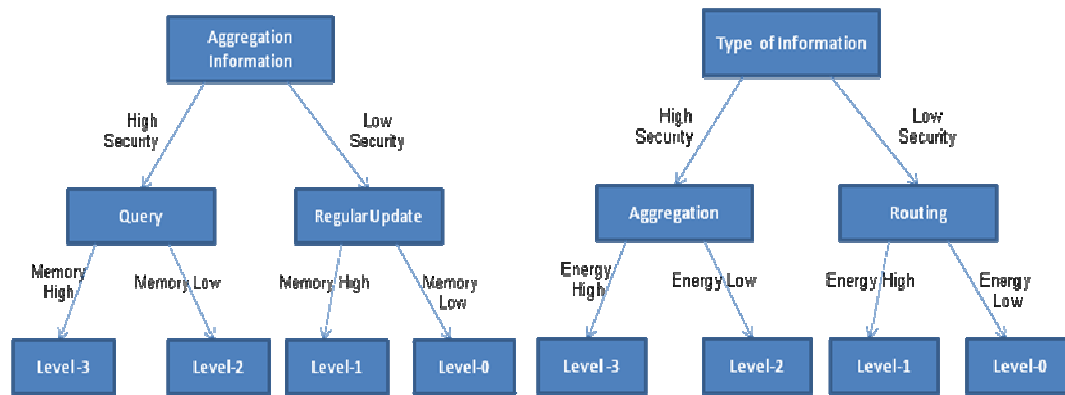 Aggregation
Information
High
Security
Low
Security
Query
Regular Update
Memory
High
Memory Low
Memory High
Memory
Low
Level-3
Level-2
Level-1
Level-0
Type of Information
High
Security
Low
Security
Aggregation
Routing
Energy
High
Energy Low
Energy High
Energy
Low
Level-3
Level-2
Level-1
Level-0